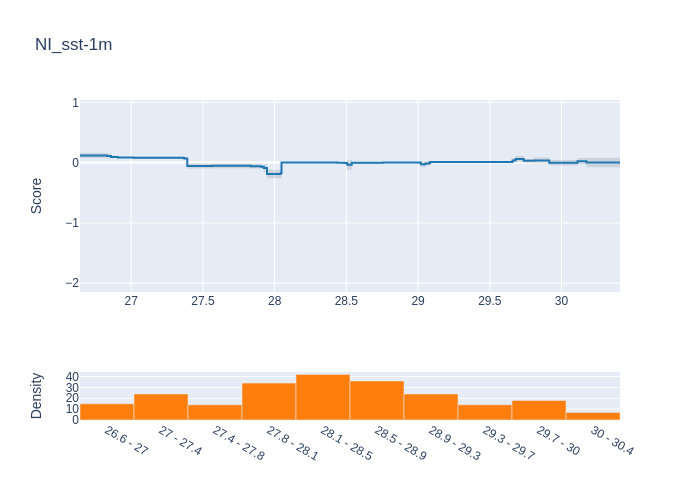 NI_sst-1m
Score
1
0
−1
−2
27
27.5
28
28.5
29
29.5
30
Density
40
30
20
10
0
26.6 - 27
27 - 27.4
27.4 - 27.8
27.8 - 28.1
28.1 - 28.5
28.5 - 28.9
28.9 - 29.3
29.3 - 29.7
29.7 - 30
30 - 30.4